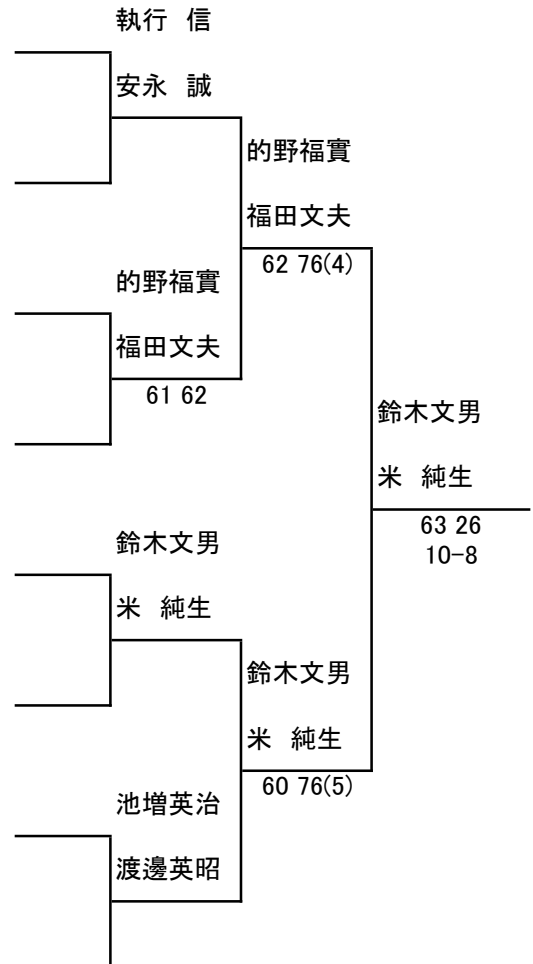 執行　信
安永　誠
的野福實
福田文夫
62 76(4)
的野福實
福田文夫
61 62
鈴木文男
米　純生
63 26
10-8
鈴木文男
米　純生
鈴木文男
米　純生
60 76(5)
池増英治
渡邊英昭